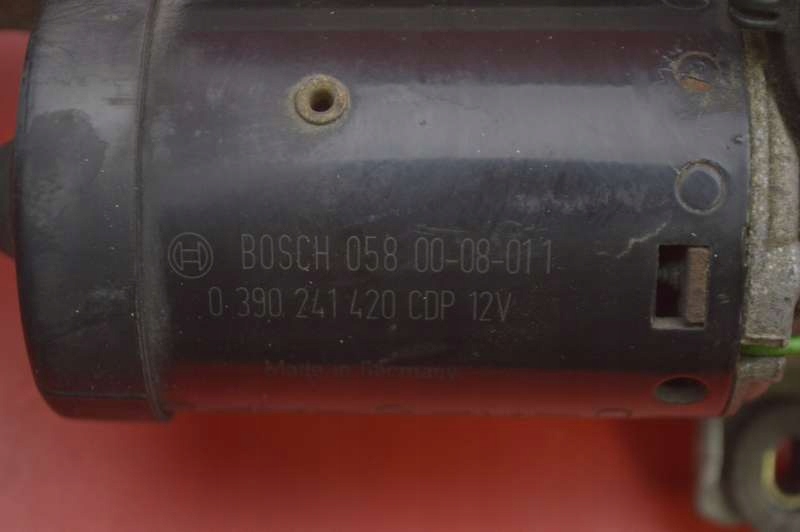 BOSCH 058 00-08-011
0 390 241 420 CDP 12V
Made in Germany